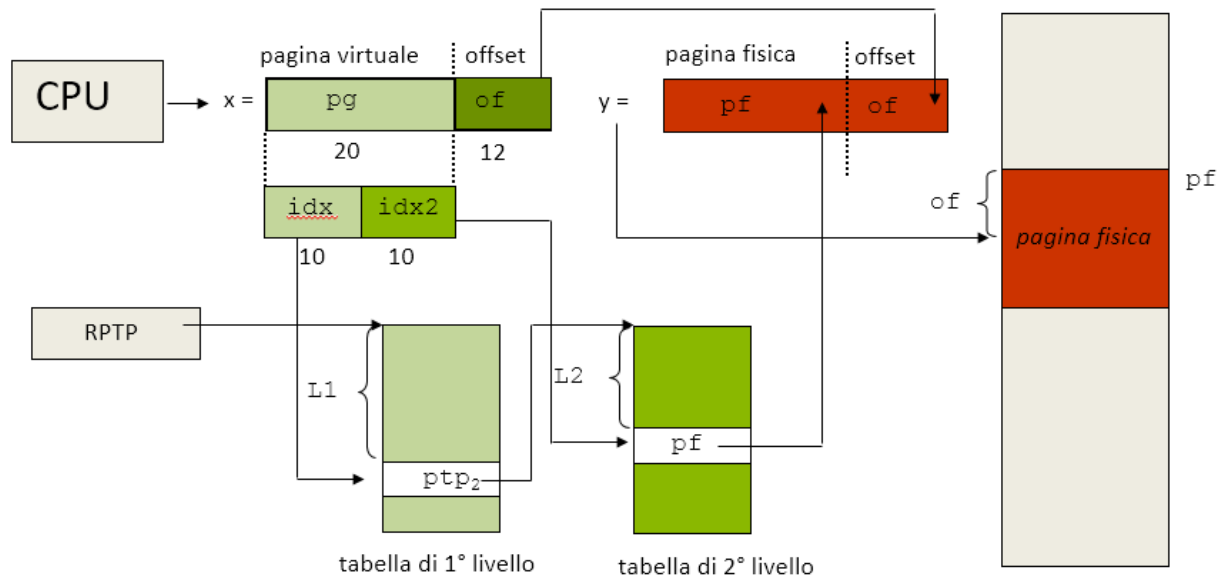 pagina virtuale offset
pagina fisica offset
CPU
x = pg of
y = pf of
20 12
pf
of
idx idx2
pagina fisica
10 10
RPTP
L1
L2
pf
ptp₂
tabella di 1° livello
tabella di 2° livello